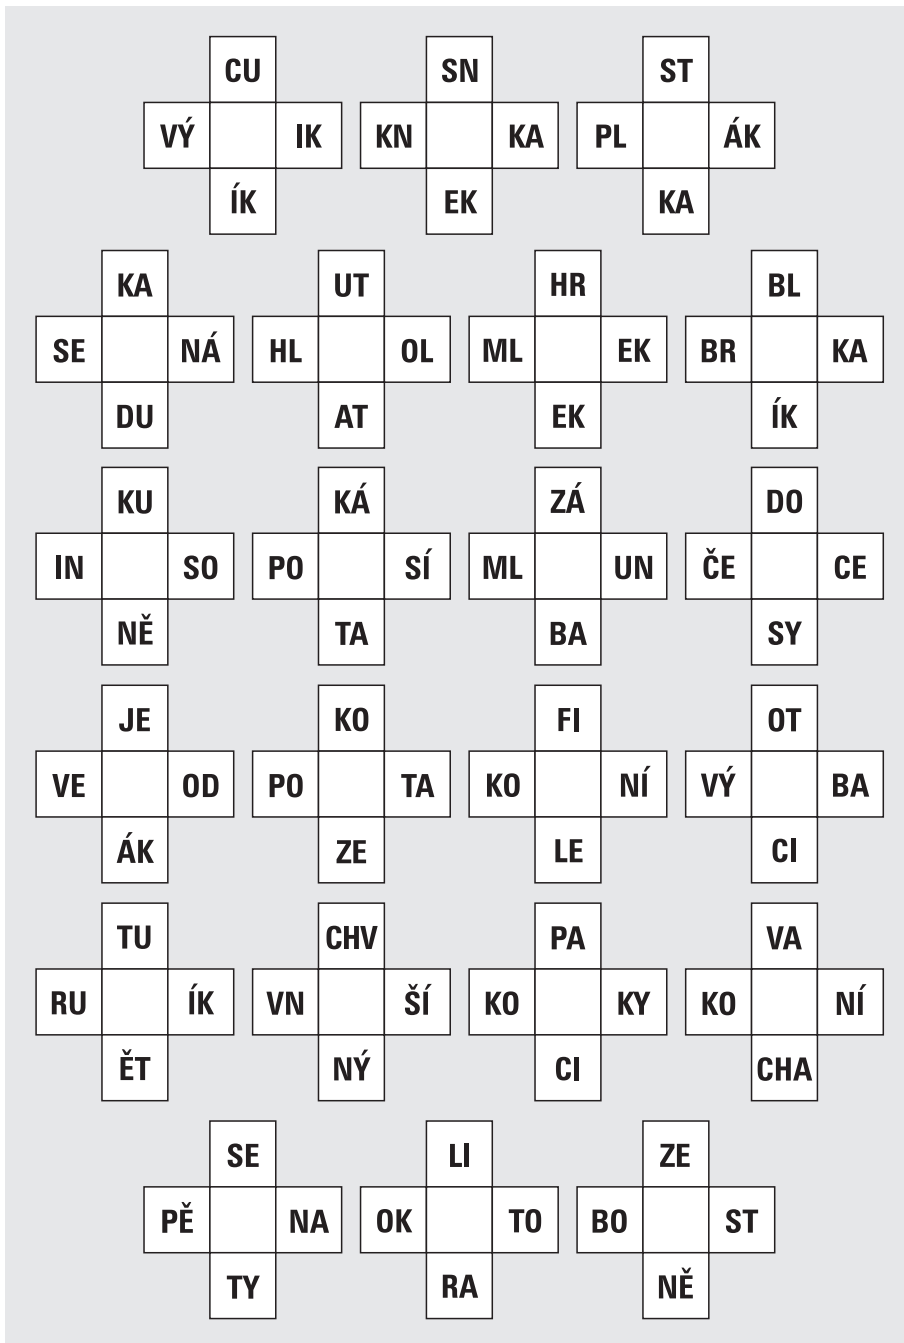 CU SN ST
VÝ IK KN KA PL ÁK
ÍK EK KA
KA UT HR BL
SE NÁ HL OL ML EK BR KA
DU AT EK ÍK
KU KÁ ZÁ DO
IN SO PO SÍ ML UN ČE CE
NĚ TA BA SY
JE KO FI OT
VE OD PO TA KO NÍ VÝ BA
ÁK ZE LE CI
TU CHV PA VA
RU ÍK VN ŠÍ KO KY KO NÍ
ĚT NÝ CI CHA
SE LI ZE
PĚ NA OK TO BO ST
TY RA NĚ